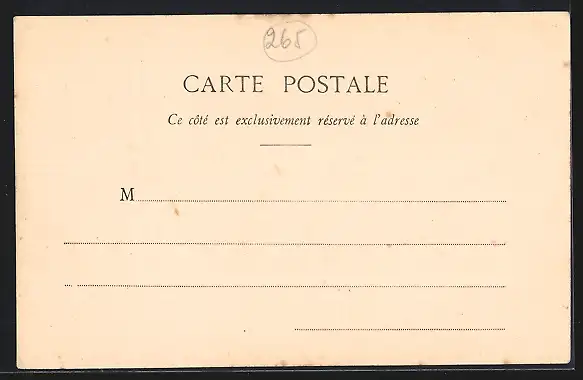 265
CARTE POSTALE
Ce côté est exclusivement réservé à l'adresse
M